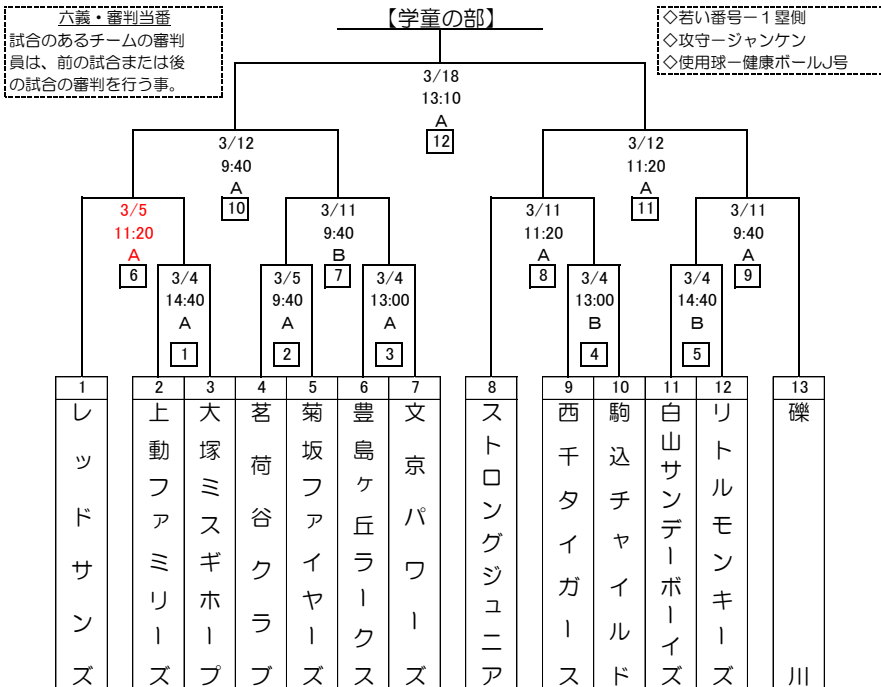 【学童の部】
六義・審判当番
試合のあるチームの審判
員は、前の試合または後
の試合の審判を行う事。
◇若い番号－１塁側
◇攻守－ジャンケン
◇使用球－健康ボールJ号
3/18
13:10
A
12
3/12
9:40
A
10
3/12
11:20
A
11
3/5
11:20
A
6
3/11
9:40
B
7
3/11
11:20
A
8
3/11
9:40
A
9
3/4
14:40
A
1
3/5
9:40
A
2
3/4
13:00
A
3
3/4
13:00
B
4
3/4
14:40
B
5
1
レッドサンズ
2
上動ファミリーズ
3
大塚ミスギホープ
4
茗荷谷クラブ
5
菊坂ファイヤーズ
6
豊島ヶ丘ラークス
7
文京パワーズ
8
ストロングジュニア
9
西千タイガース
10
駒込チャイルド
11
白山サンデーボーイズ
12
リトルモンキーズ
13
礫川